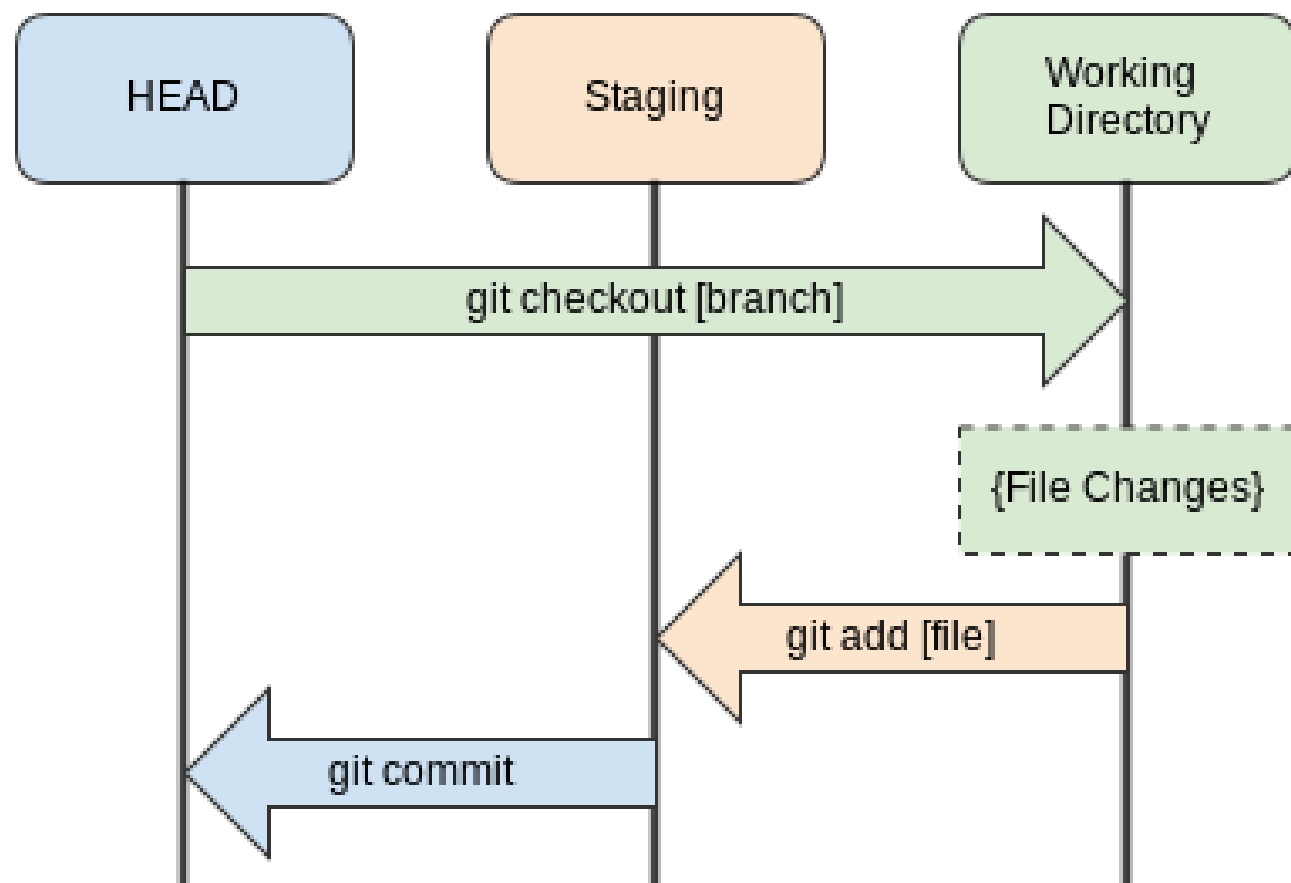 HEAD
Staging
Working
Directory
git checkout [branch]
{File Changes}
git add [file]
git commit